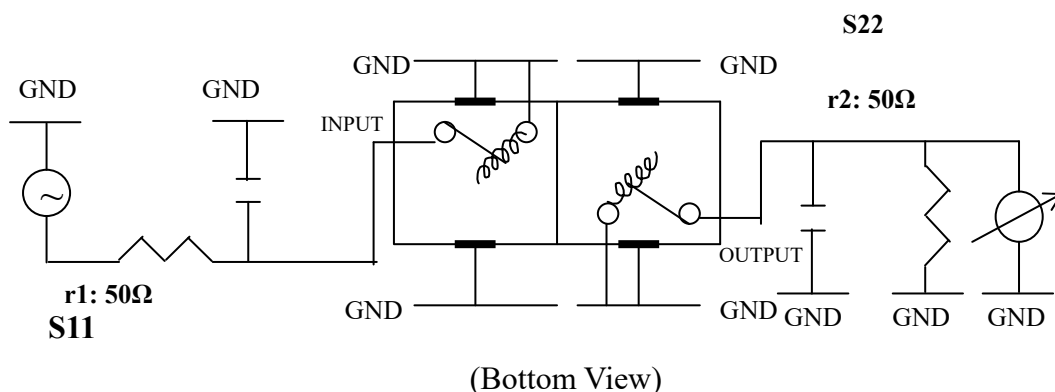 S22
GND
GND
GND
GND
r2: 50Ω
INPUT
~
OUTPUT
r1: 50Ω
S11
GND
GND
GND
GND
GND
(Bottom View)